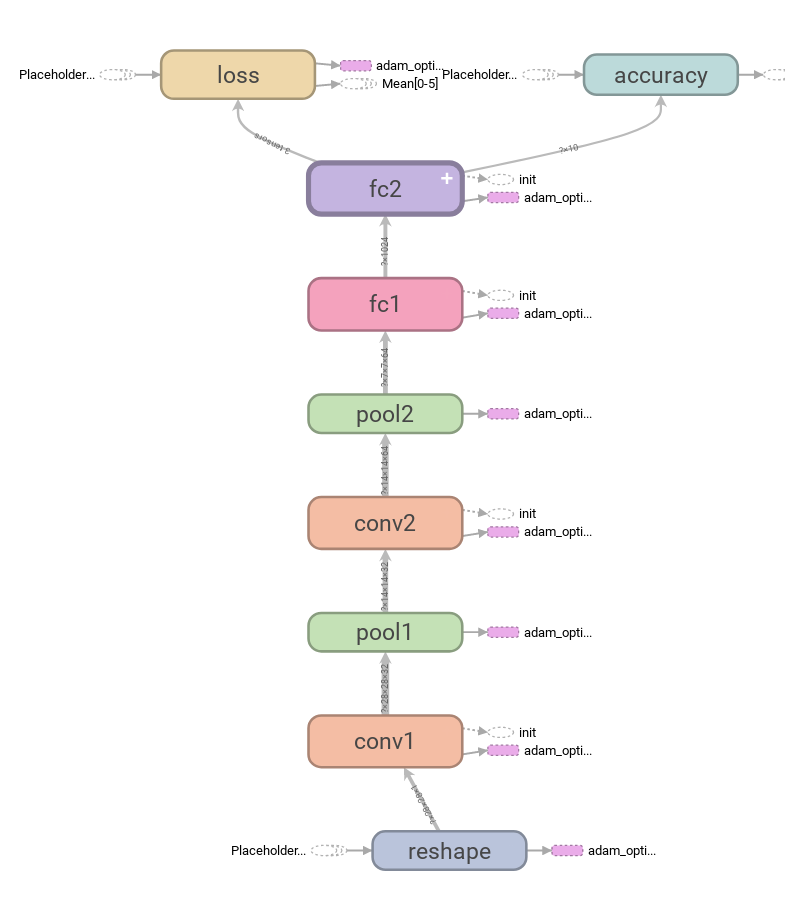 Placeholder...
loss
adam_opti...
Mean[0-5]
Placeholder...
accuracy
3 tensors
?×10
fc2
+
init
adam_opti...
?×1024
fc1
init
adam_opti...
?×7×7×64
pool2
adam_opti...
?×14×14×64
conv2
init
adam_opti...
?×14×14×32
pool1
adam_opti...
?×28×28×32
conv1
init
adam_opti...
?×28×28×1
Placeholder...
reshape
adam_opti...